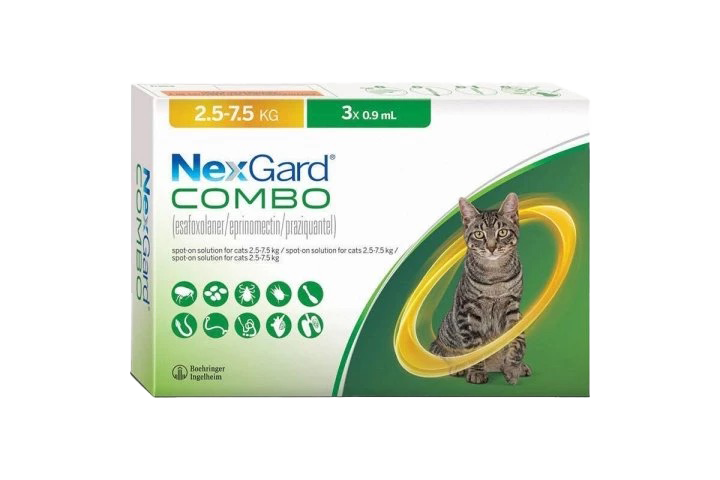 2.5-7.5 KG
3x 0.9 mL
NexGard®
COMBO
(esafoxolaner/eprinomectin/praziquantel)
spot-on solution for cats 2.5-7.5 kg / spot-on solution for cats 2.5-7.5 kg /
spot-on solution for cats 2.5-7.5 kg
Boehringer
Ingelheim
NexGard®
COMBO